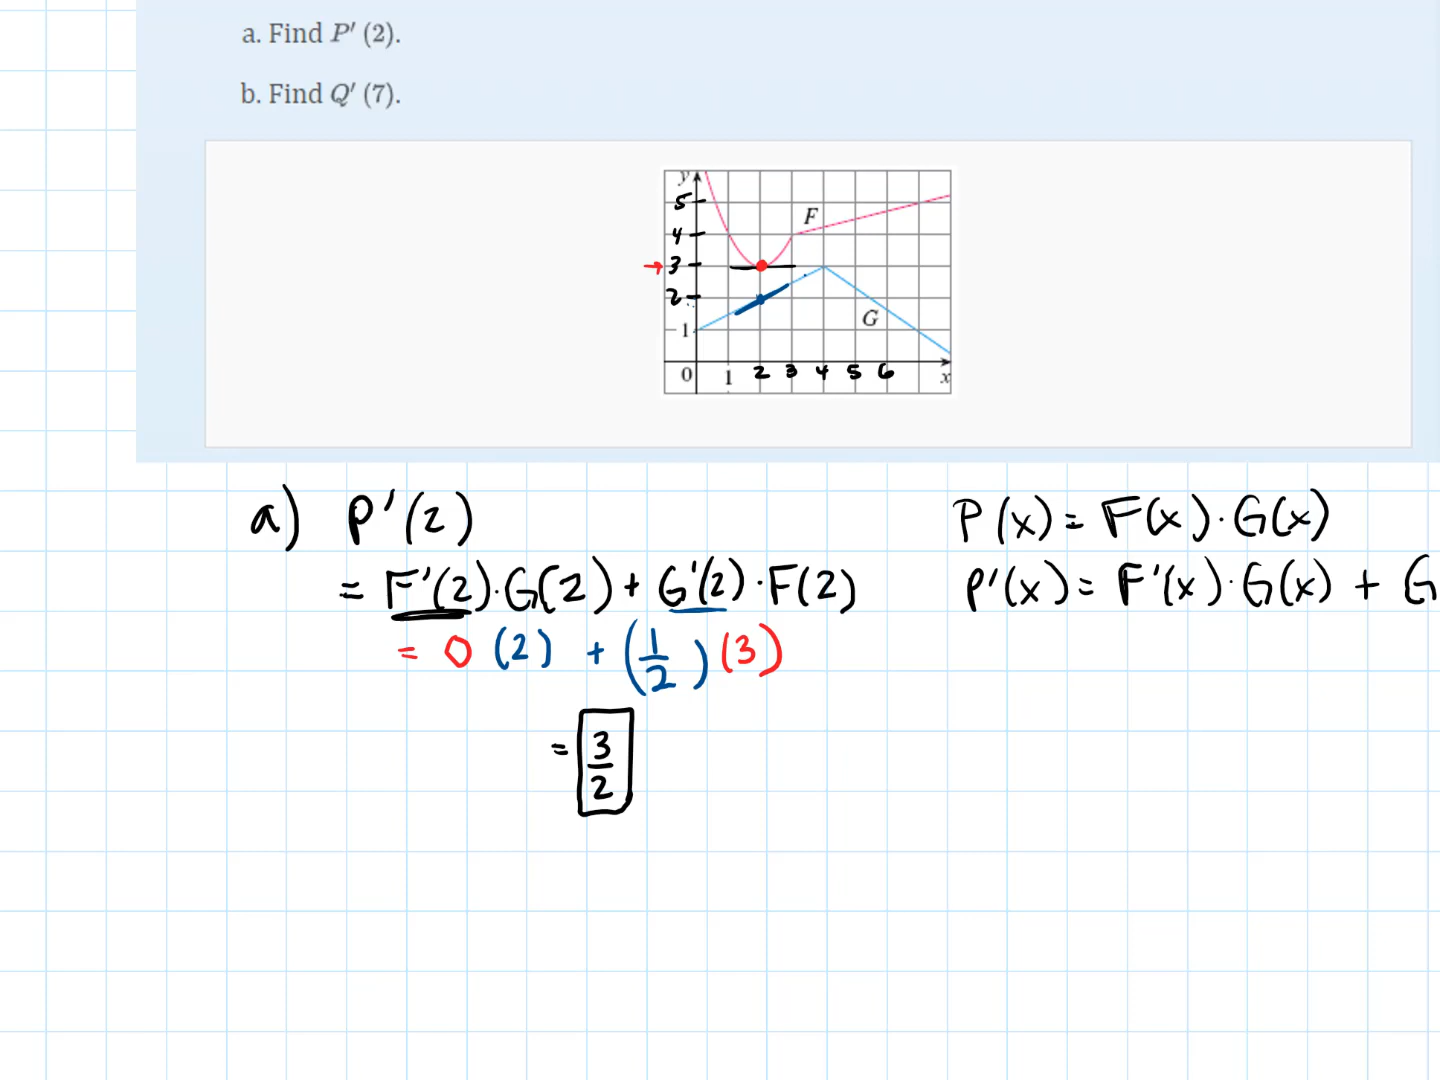 a. Find P′ (2).
b. Find Q′ (7).
y
5
4 F
→ 3
2
1 G
0 1 2 3 4 5 6 x
a) P'(2) P(x) = F(x) · G(x)
= F'(2) · G(2) + G'(2) · F(2) P'(x) = F'(x) · G(x) + G
= 0 (2) + (1/2) (3)
= 3/2